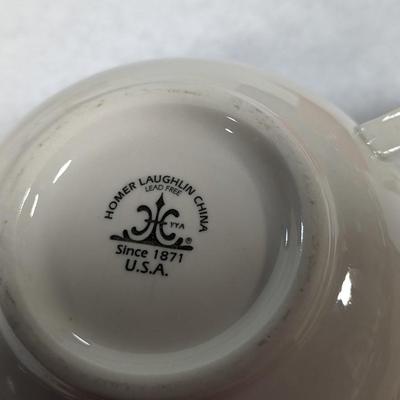 HOMER LAUGHLIN CHINA
LEAD FREE
YYA
®
Since 1871
U.S.A.